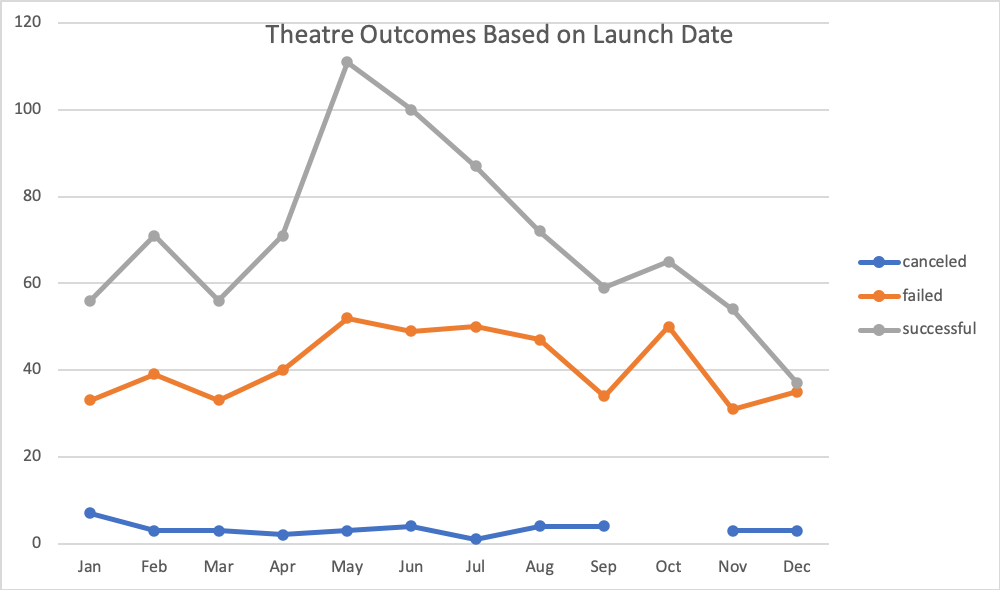 Theatre Outcomes Based on Launch Date
120
100
80
60
40
20
0
Jan Feb Mar Apr May Jun Jul Aug Sep Oct Nov Dec
canceled
failed
successful